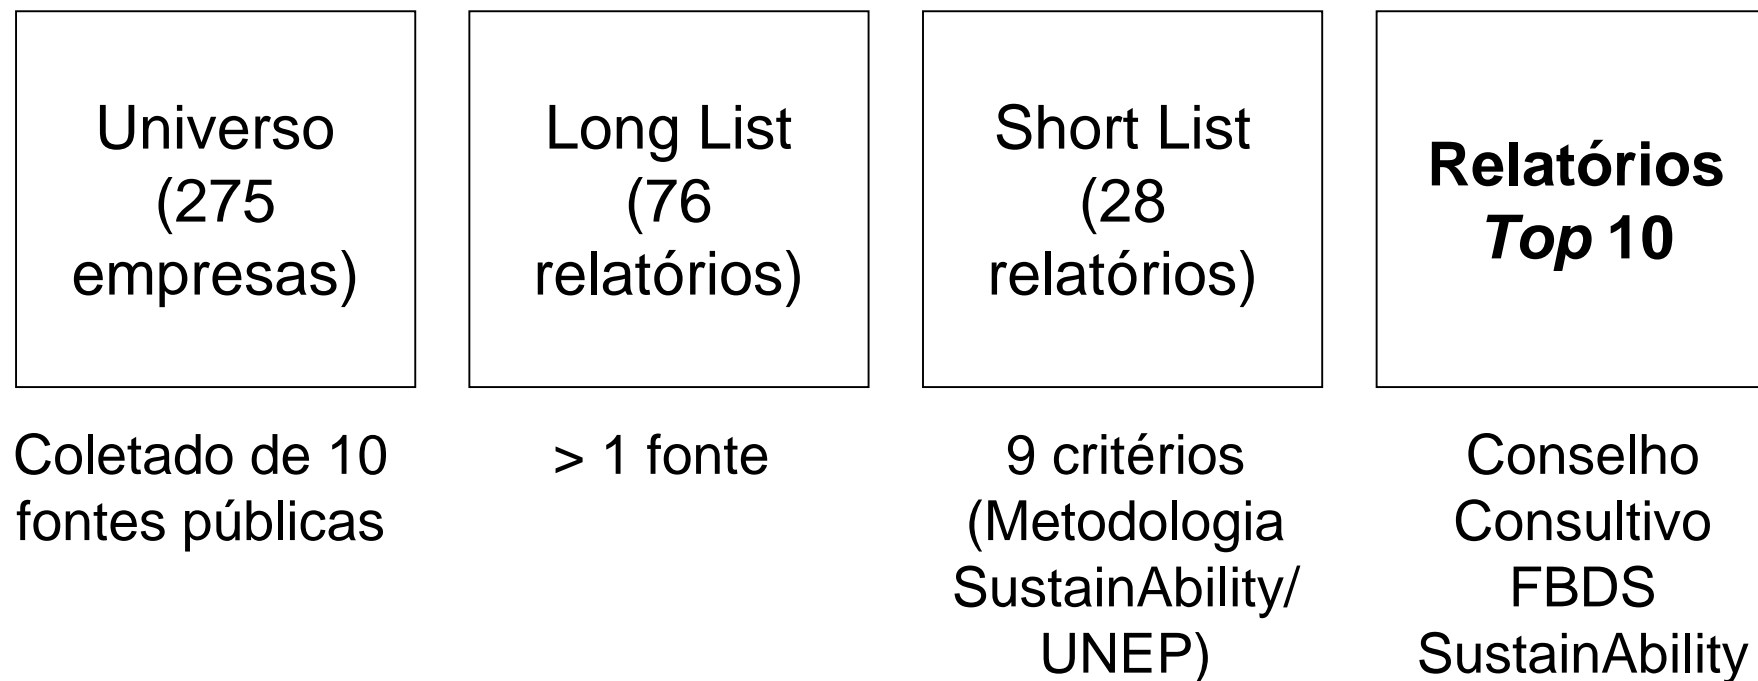 Universo
(275
empresas)
Long List
(76
relatórios)
Short List
(28
relatórios)
Relatórios
Top 10
Coletado de 10
fontes públicas
> 1 fonte
9 critérios
(Metodologia
SustainAbility/
UNEP)
Conselho
Consultivo
FBDS
SustainAbility